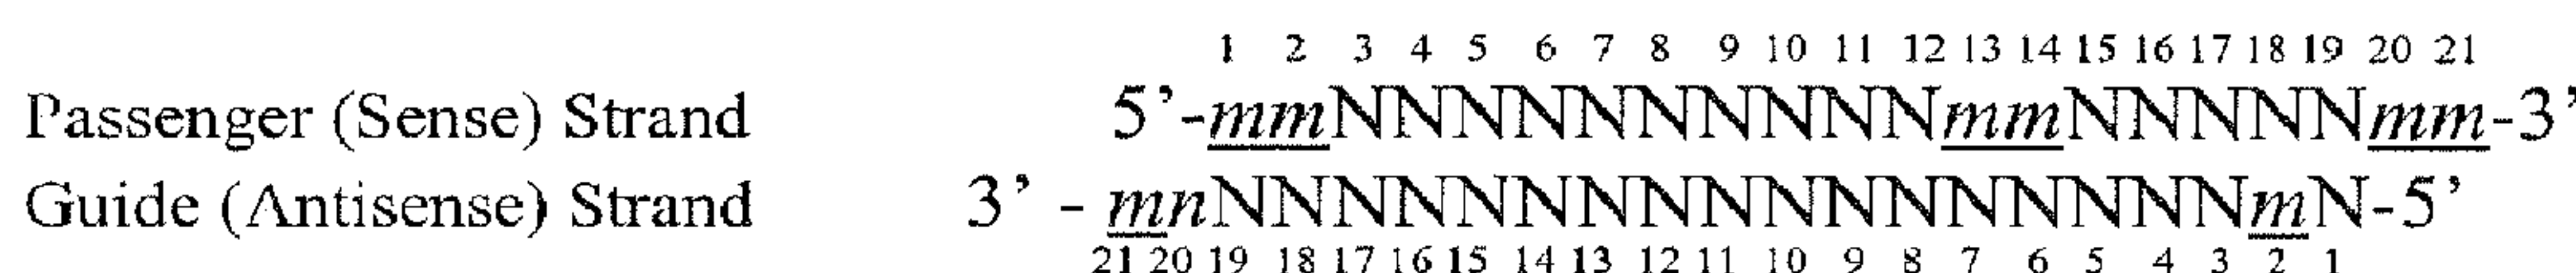 1 2 3 4 5 6 7 8 9 10 11 12 13 14 15 16 17 18 19 20 21
Passenger (Sense) Strand 5’-mmNNNNNNNNNNmmNNNNNmm-3’
Guide (Antisense) Strand 3’ - mnNNNNNNNNNNNNNNNNNmN-5’
21 20 19 18 17 16 15 14 13 12 11 10 9 8 7 6 5 4 3 2 1